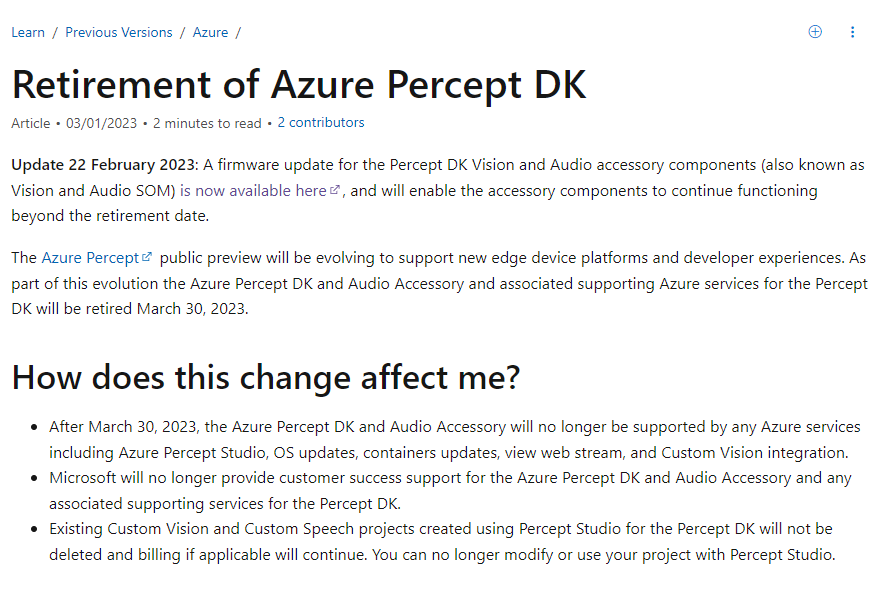 Learn / Previous Versions / Azure /
Retirement of Azure Percept DK
Article • 03/01/2023 • 2 minutes to read • 2 contributors
Update 22 February 2023: A firmware update for the Percept DK Vision and Audio accessory components (also known as
Vision and Audio SOM) is now available here, and will enable the accessory components to continue functioning
beyond the retirement date.
The Azure Percept public preview will be evolving to support new edge device platforms and developer experiences. As
part of this evolution the Azure Percept DK and Audio Accessory and associated supporting Azure services for the Percept
DK will be retired March 30, 2023.
How does this change affect me?
• After March 30, 2023, the Azure Percept DK and Audio Accessory will no longer be supported by any Azure services
including Azure Percept Studio, OS updates, containers updates, view web stream, and Custom Vision integration.
• Microsoft will no longer provide customer success support for the Azure Percept DK and Audio Accessory and any
associated supporting services for the Percept DK.
• Existing Custom Vision and Custom Speech projects created using Percept Studio for the Percept DK will not be
deleted and billing if applicable will continue. You can no longer modify or use your project with Percept Studio.